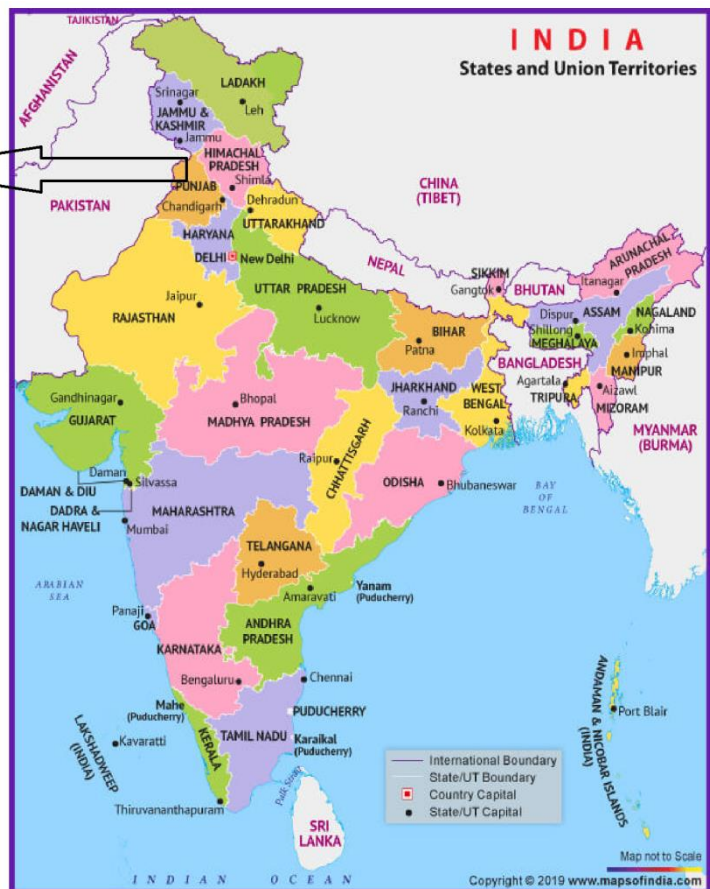 INDIA
States and Union Territories
TAJIKISTAN
AFGHANISTAN
LADAKH
Srinagar
Leh
JAMMU &
KASHMIR
Jammu
HIMACHAL
PRADESH
Shimla
PUNJAB
Chandigarh
PAKISTAN
CHINA
(TIBET)
Dehradun
UTTARAKHAND
HARYANA
DELHI
New Delhi
NEPAL
SIKKIM
Gangtok
BHUTAN
ARUNACHAL
PRADESH
Itanagar
UTTAR PRADESH
Lucknow
Jaipur
RAJASTHAN
BIHAR
Patna
Dispur
ASSAM
NAGALAND
Shillong
Kohima
MEGHALAYA
Imphal
MANIPUR
BANGLADESH
Agartala
TRIPURA
Aizawl
MIZORAM
MYANMAR
(BURMA)
Gandhinagar
GUJARAT
Bhopal
MADHYA PRADESH
JHARKHAND
Ranchi
WEST
BENGAL
Kolkata
CHHATTISGARH
Raipur
ODISHA
Bhubaneswar
BAY
OF
BENGAL
Daman
Silvassa
DAMAN & DIU
DADRA &
NAGAR HAVELI
MAHARASHTRA
Mumbai
TELANGANA
Hyderabad
ARABIAN
SEA
Amaravati
Yanam
(Puducherry)
Panaji
GOA
ANDHRA
PRADESH
KARNATAKA
Bengaluru
Chennai
Mahe
(Puducherry)
PUDUCHERRY
LAKSHADWEEP
(INDIA)
Kavaratti
KERALA
TAMIL NADU
Karaikal
(Puducherry)
ANDAMAN & NICOBAR ISLANDS
(INDIA)
Port Blair
Thiruvananthapuram
Palk Strait
SRI
LANKA
International Boundary
State/UT Boundary
Country Capital
State/UT Capital
INDIAN OCEAN
Map not to Scale
Copyright © 2019 www.mapsofindia.com